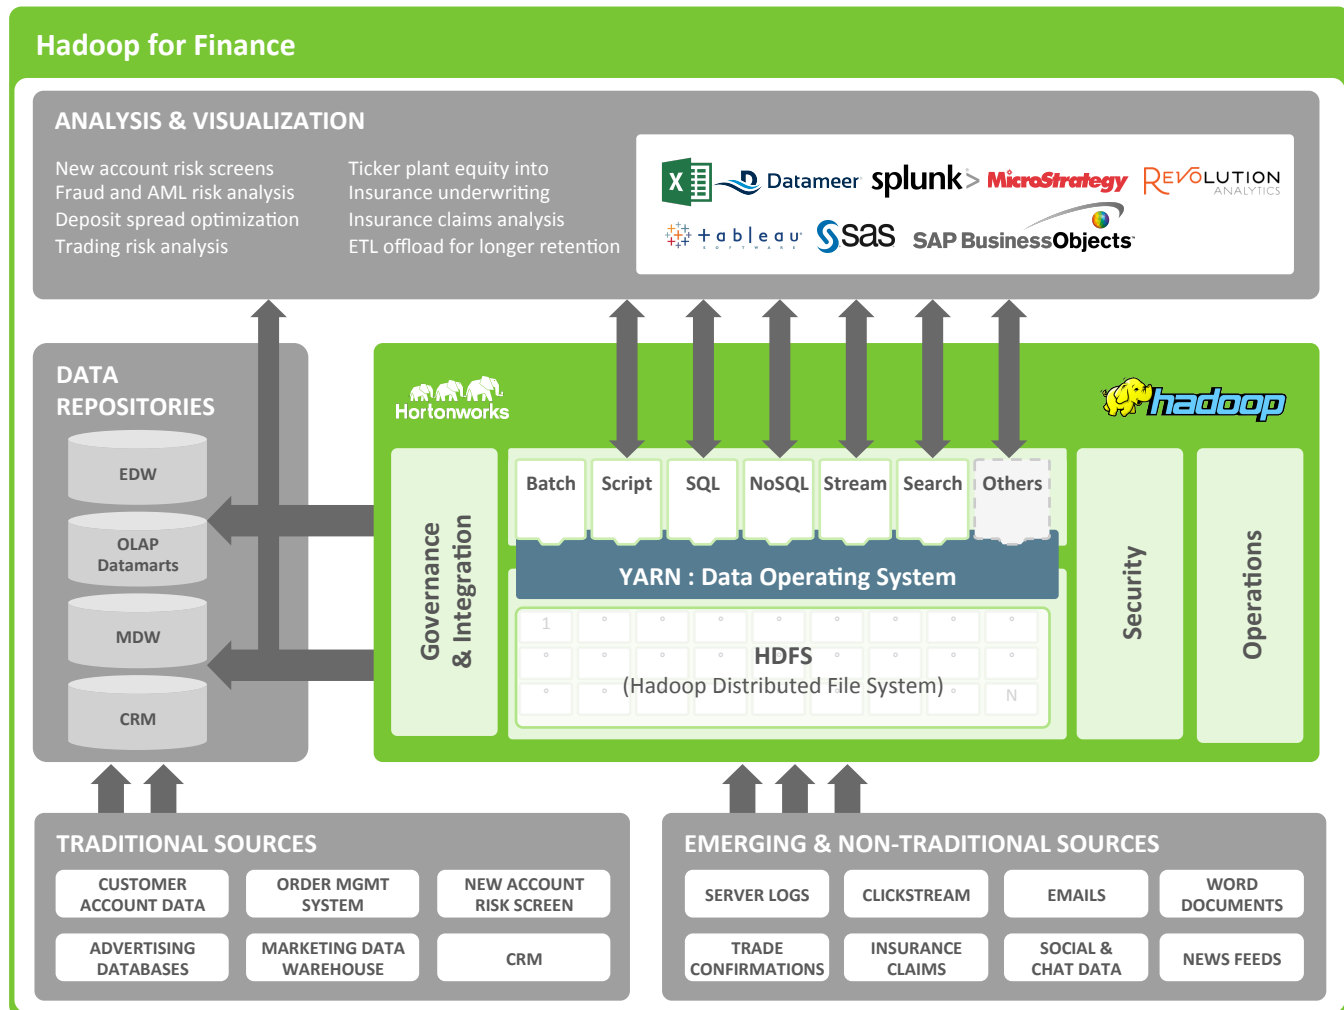 Hadoop for Finance
ANALYSIS & VISUALIZATION
New account risk screens
Fraud and AML risk analysis
Deposit spread optimization
Trading risk analysis
Ticker plant equity into
Insurance underwriting
Insurance claims analysis
ETL offload for longer retention
X
Datameer
splunk>
MicroStrategy
REVOLUTION
ANALYTICS
tableau
SOFTWARE
sas
SAP BusinessObjects
DATA
REPOSITORIES
EDW
OLAP
Datamarts
MDW
CRM
Hortonworks
hadoop
Governance
& Integration
Batch
Script
SQL
NoSQL
Stream
Search
Others
YARN : Data Operating System
1
HDFS
(Hadoop Distributed File System)
N
Security
Operations
TRADITIONAL SOURCES
CUSTOMER
ACCOUNT DATA
ORDER MGMT
SYSTEM
NEW ACCOUNT
RISK SCREEN
ADVERTISING
DATABASES
MARKETING DATA
WAREHOUSE
CRM
EMERGING & NON-TRADITIONAL SOURCES
SERVER LOGS
CLICKSTREAM
EMAILS
WORD
DOCUMENTS
TRADE
CONFIRMATIONS
INSURANCE
CLAIMS
SOCIAL &
CHAT DATA
NEWS FEEDS